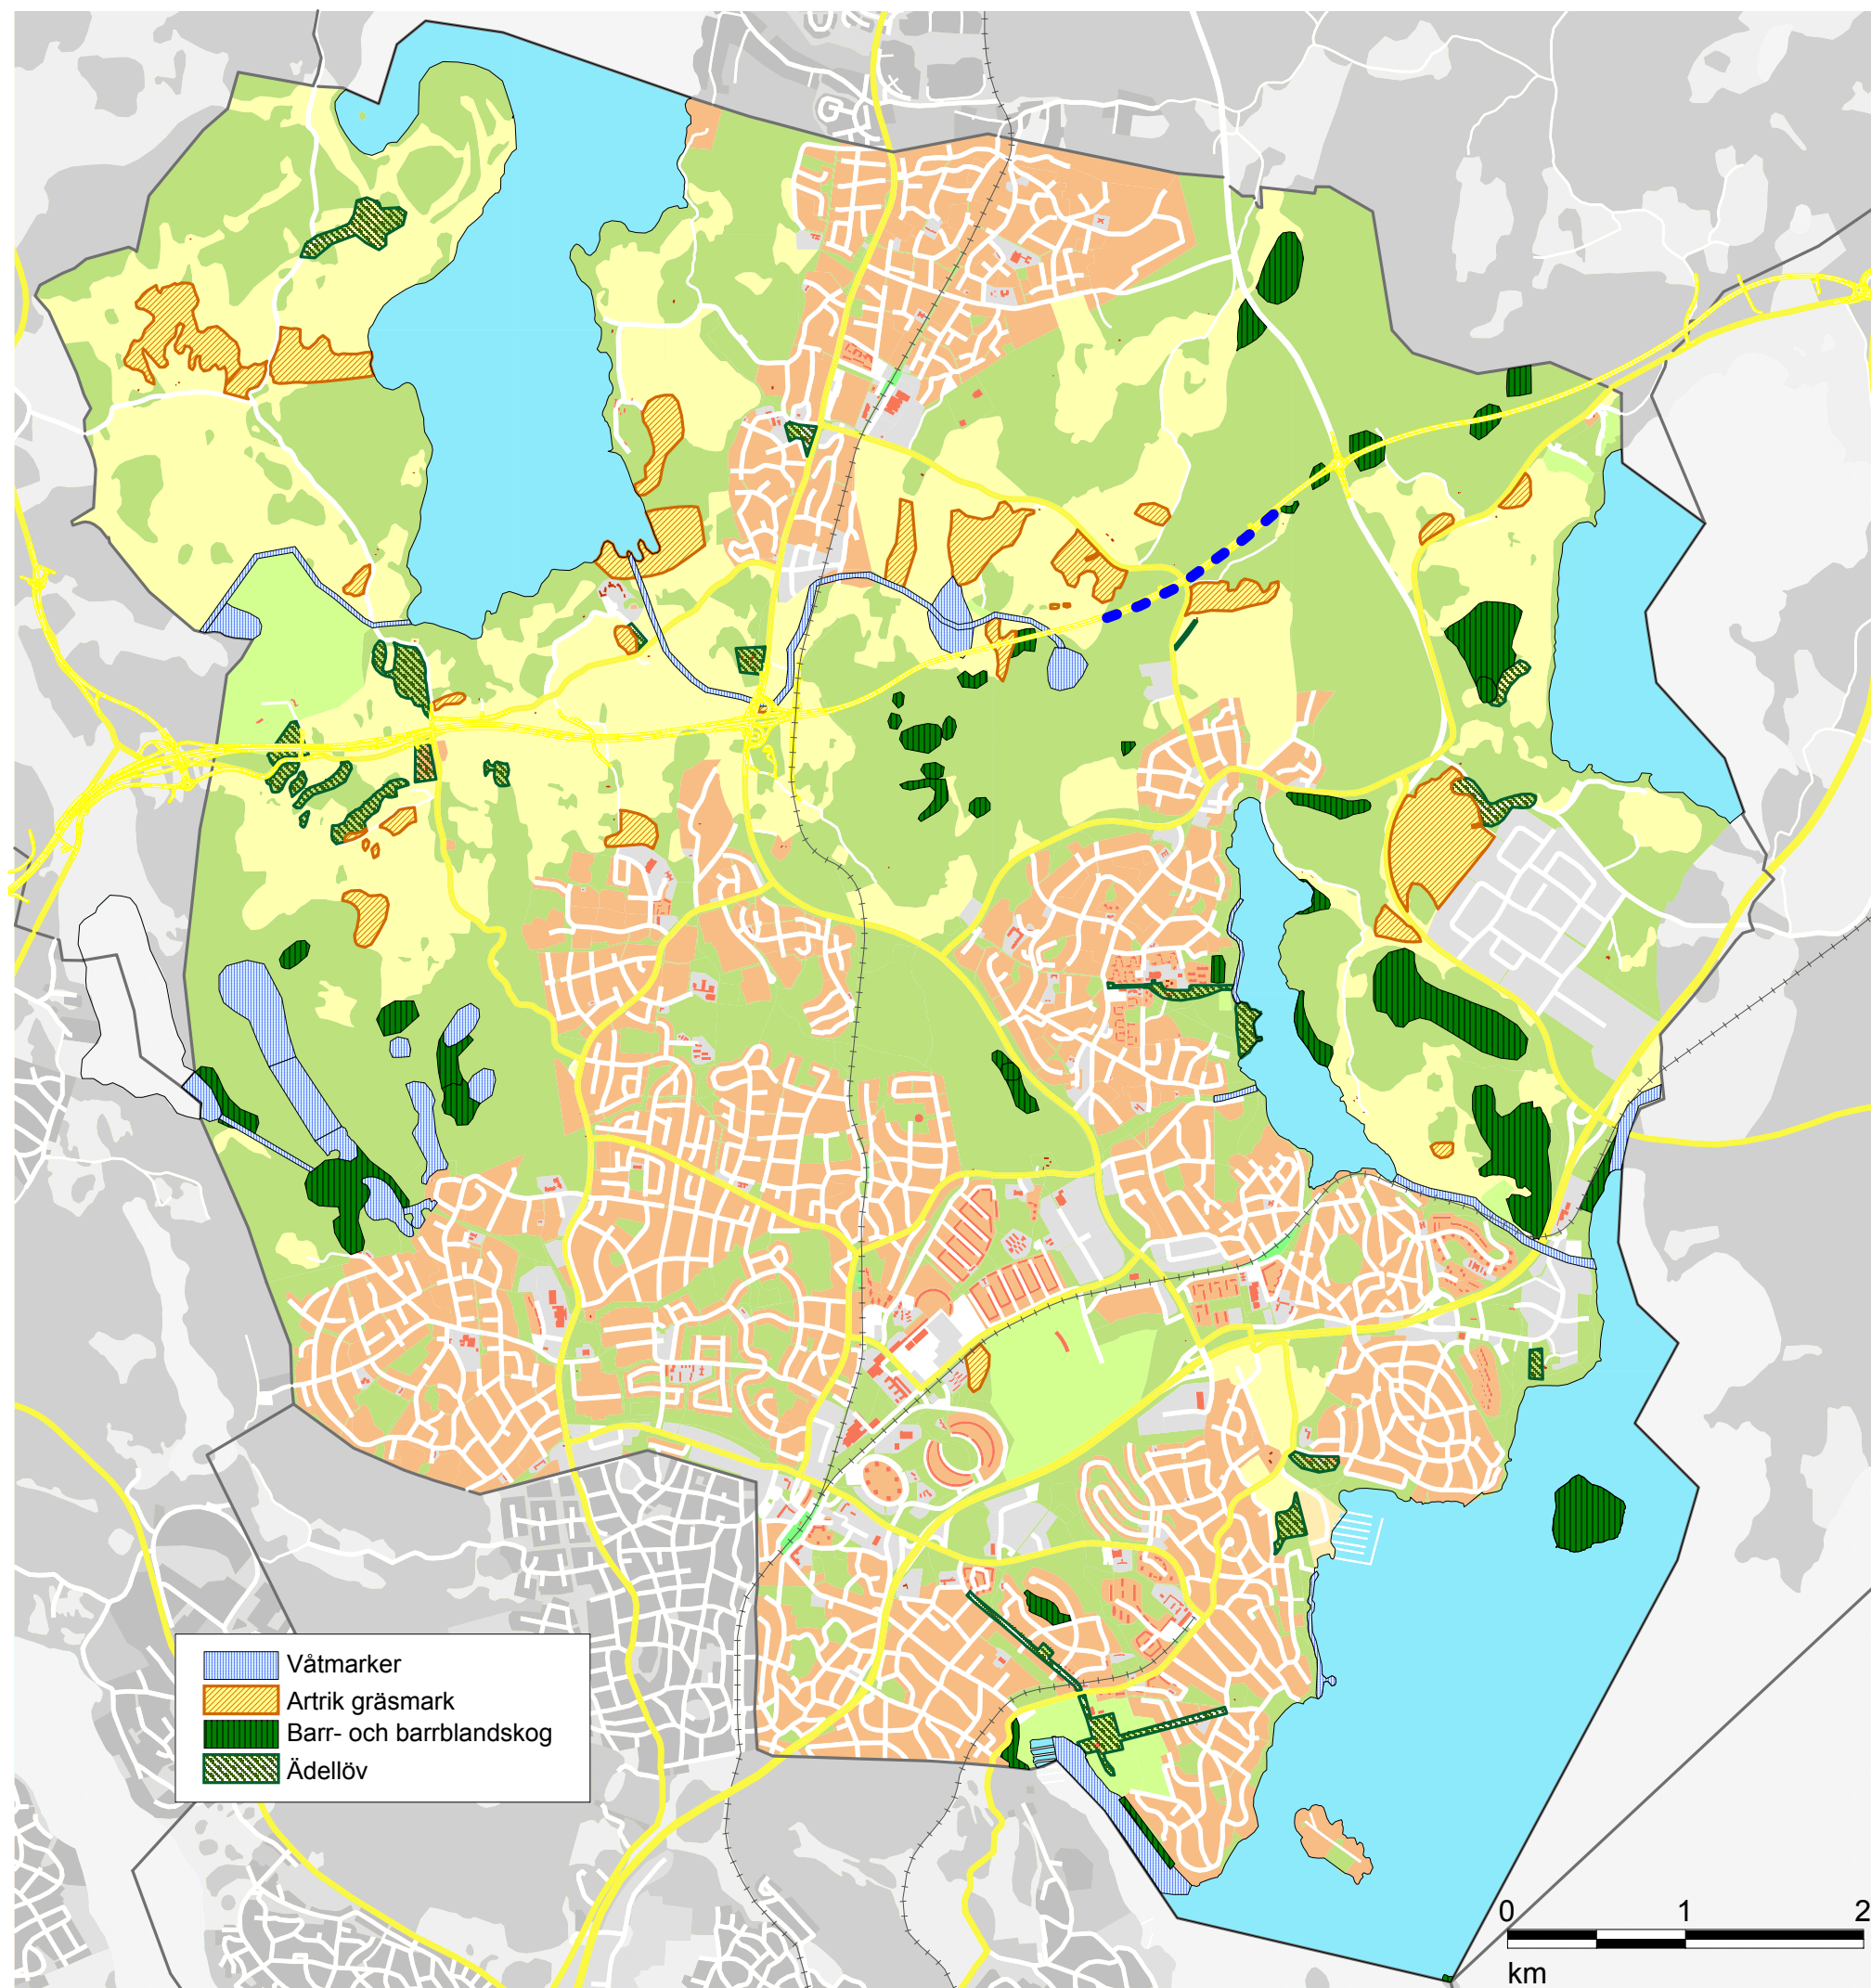 Våtmarker
Artrik gräsmark
Barr- och barrblandskog
Ädellöv
0 1 2
km